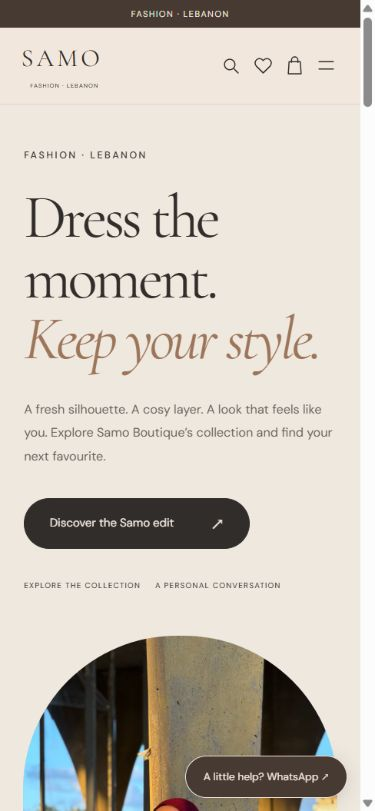 FASHION · LEBANON
SAMO
FASHION · LEBANON
FASHION · LEBANON
Dress the
moment.
Keep your style.
A fresh silhouette. A cosy layer. A look that feels like
you. Explore Samo Boutique’s collection and find your
next favourite.
Discover the Samo edit ↗
EXPLORE THE COLLECTION A PERSONAL CONVERSATION
A little help? WhatsApp ↗